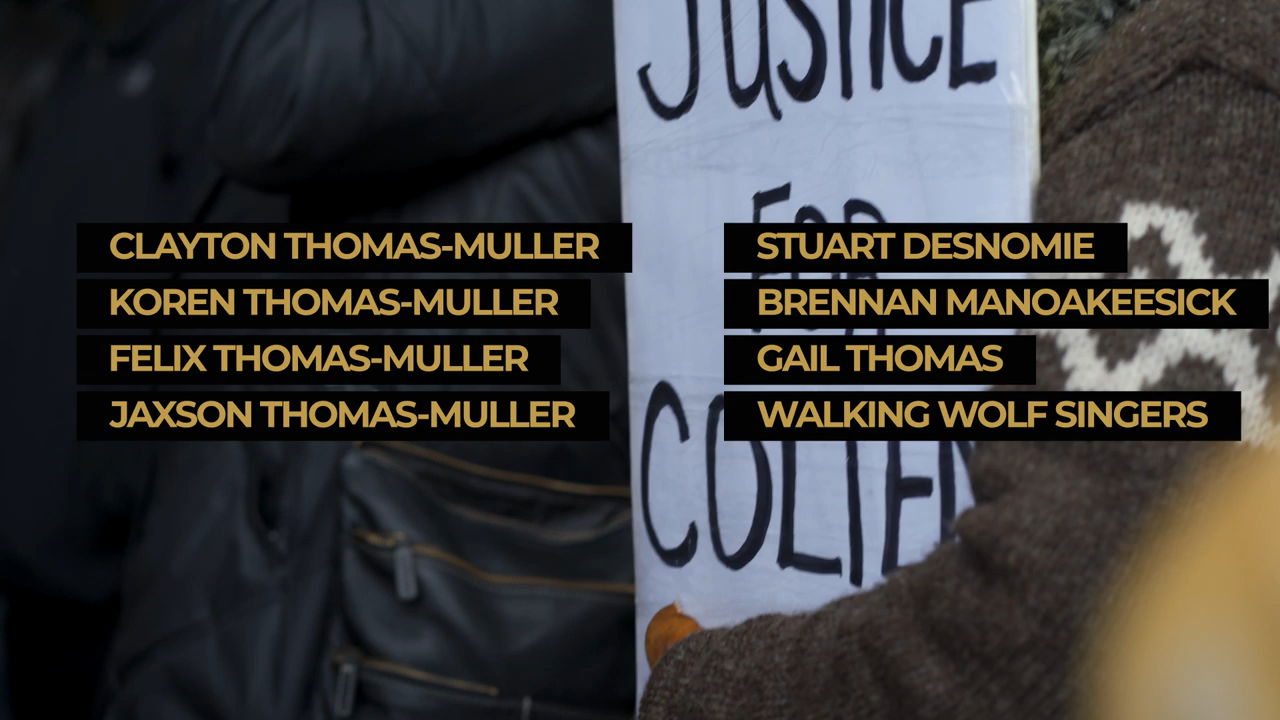 JUSTICE
FOR
COLTEN
CLAYTON THOMAS-MULLER
KOREN THOMAS-MULLER
FELIX THOMAS-MULLER
JAXSON THOMAS-MULLER
STUART DESNOMIE
BRENNAN MANOAKEESICK
GAIL THOMAS
WALKING WOLF SINGERS